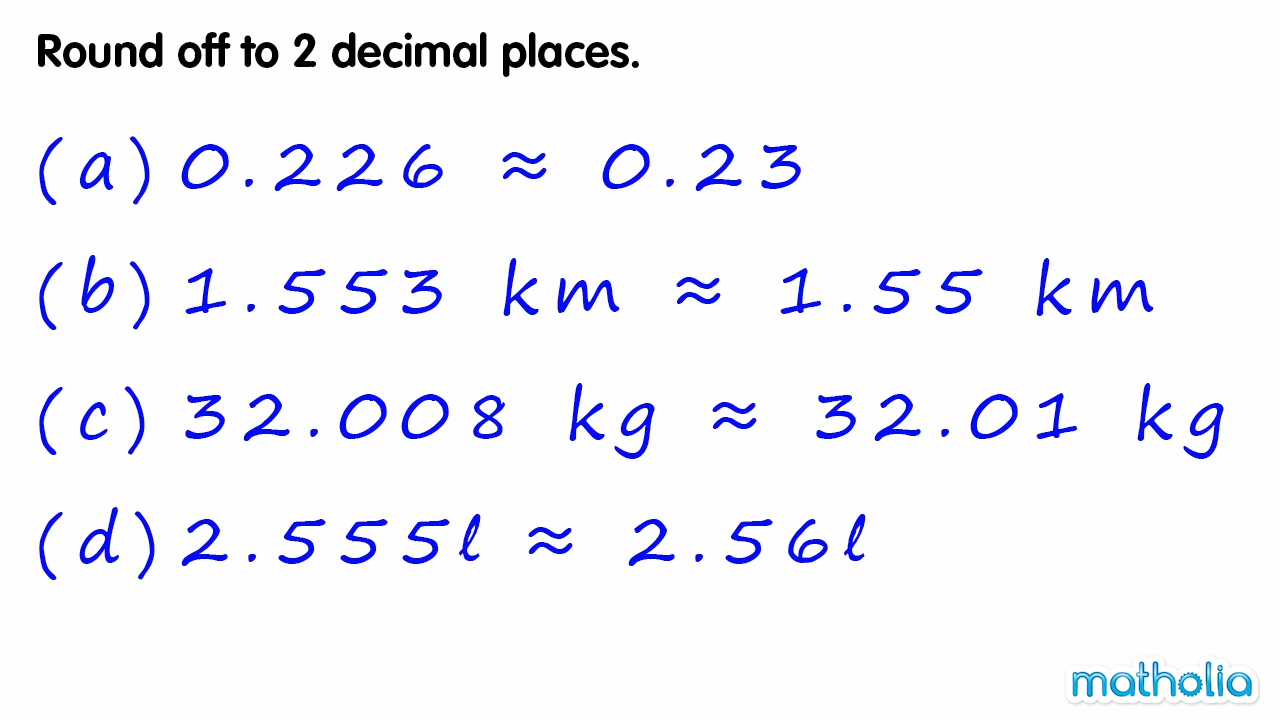 Round off to 2 decimal places.
(a) 0.226 ≈ 0.23
(b) 1.553 km ≈ 1.55 km
(c) 32.008 kg ≈ 32.01 kg
(d) 2.555ℓ ≈ 2.56ℓ
matholia